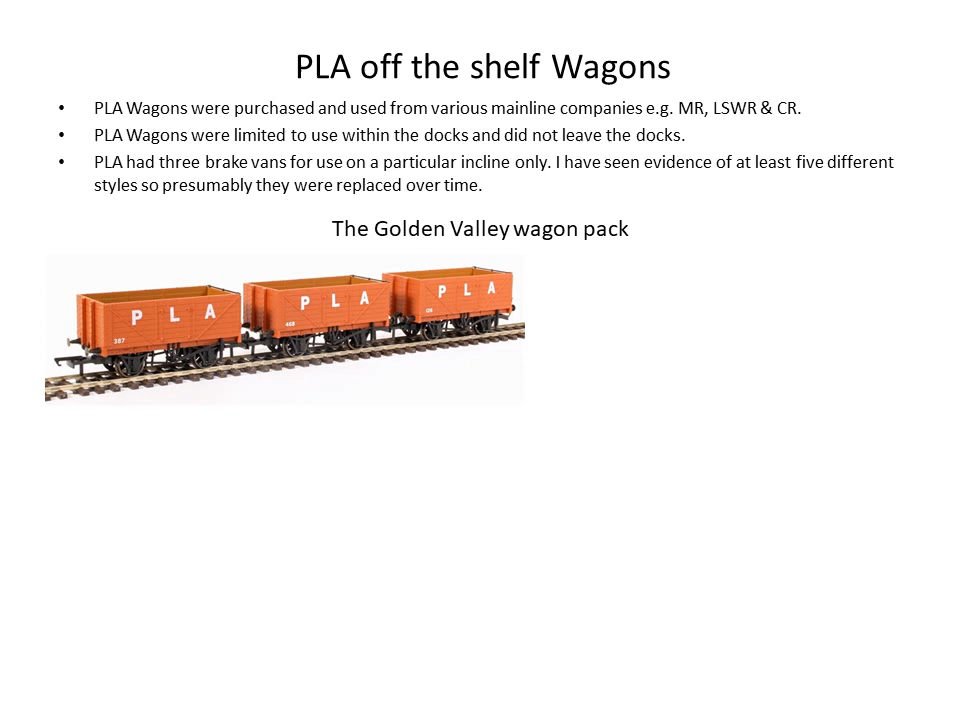 PLA off the shelf Wagons
• PLA Wagons were purchased and used from various mainline companies e.g. MR, LSWR & CR.
• PLA Wagons were limited to use within the docks and did not leave the docks.
• PLA had three brake vans for use on a particular incline only. I have seen evidence of at least five different
styles so presumably they were replaced over time.
The Golden Valley wagon pack
P L A
387
P L A
468
P L A